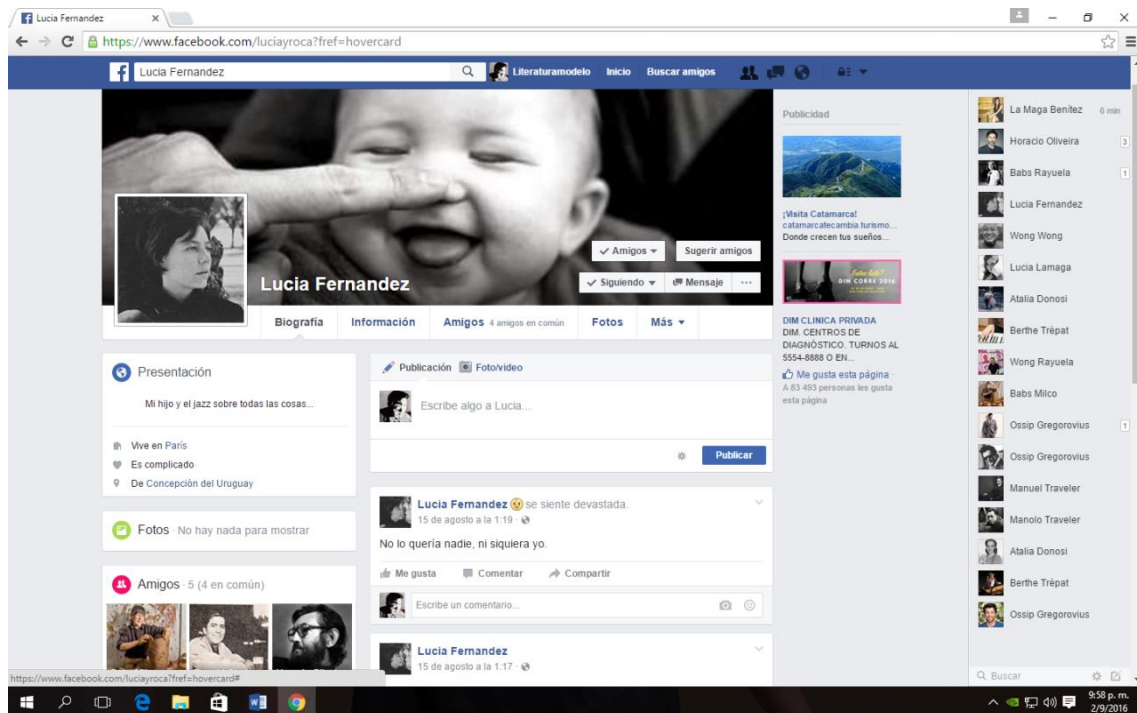 Lucia Fernandez
https://www.facebook.com/luciayroca?fref=hovercard
Lucia Fernandez
Literaturamodelo Inicio Buscar amigos
Amigos Sugerir amigos
Lucia Fernandez
Siguiendo Mensaje ...
Biografía Información Amigos 4 amigos en común Fotos Más
Presentación
Mi hijo y el jazz sobre todas las cosas...
Vive en París
Es complicado
De Concepción del Uruguay
Fotos · No hay nada para mostrar
Amigos · 5 (4 en común)
Publicación Foto/video
Escribe algo a Lucia...
Publicar
Lucia Fernandez se siente devastada.
15 de agosto a la 1:19 ·
No lo quería nadie, ni siquiera yo.
Me gusta Comentar Compartir
Escribe un comentario...
Lucia Fernandez
15 de agosto a la 1:17 ·
Publicidad
¡Visita Catamarca!
catamarcatecambia.turismo...
Donde crecen tus sueños...
DIM CORRE 2016
DIM CLINICA PRIVADA
DIM. CENTROS DE
DIAGNÒSTICO. TURNOS AL
5554-8888 O EN...
Me gusta esta página ·
A 83 493 personas les gusta
esta página
La Maga Benítez 6 min
Horacio Oliveira 3
Babs Rayuela 1
Lucia Fernandez
Wong Wong
Lucia Lamaga
Atalia Donosi
Berthe Trèpat
Wong Rayuela
Babs Milco
Ossip Gregorovius 1
Ossip Gregorovius
Manuel Traveler
Manolo Traveler
Atalia Donosi
Berthe Trèpat
Ossip Gregorovius
Buscar
https://www.facebook.com/luciayroca?fref=hovercard#
9:58 p. m.
2/9/2016